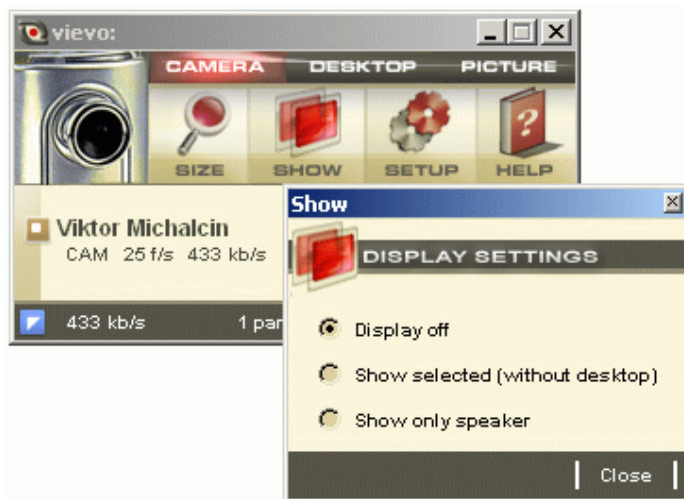 vievo:
CAMERA DESKTOP PICTURE
SIZE SHOW SETUP HELP
Viktor Michalcin
CAM 25 f/s 433 kb/s
433 kb/s 1 par
Show
DISPLAY SETTINGS
Display off
Show selected (without desktop)
Show only speaker
Close